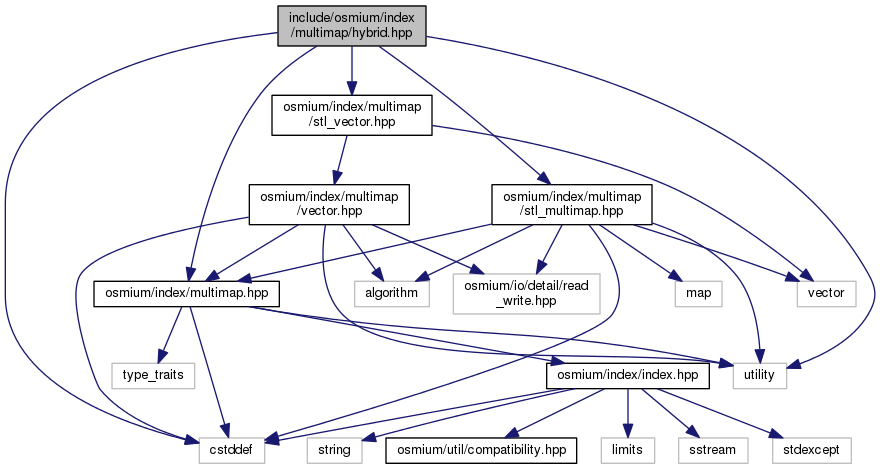 include/osmium/index
/multimap/hybrid.hpp
osmium/index/multimap
/stl_vector.hpp
osmium/index/multimap
/vector.hpp
osmium/index/multimap
/stl_multimap.hpp
osmium/index/multimap.hpp
algorithm
osmium/io/detail/read
_write.hpp
map
vector
type_traits
osmium/index/index.hpp
utility
cstddef
string
osmium/util/compatibility.hpp
limits
sstream
stdexcept